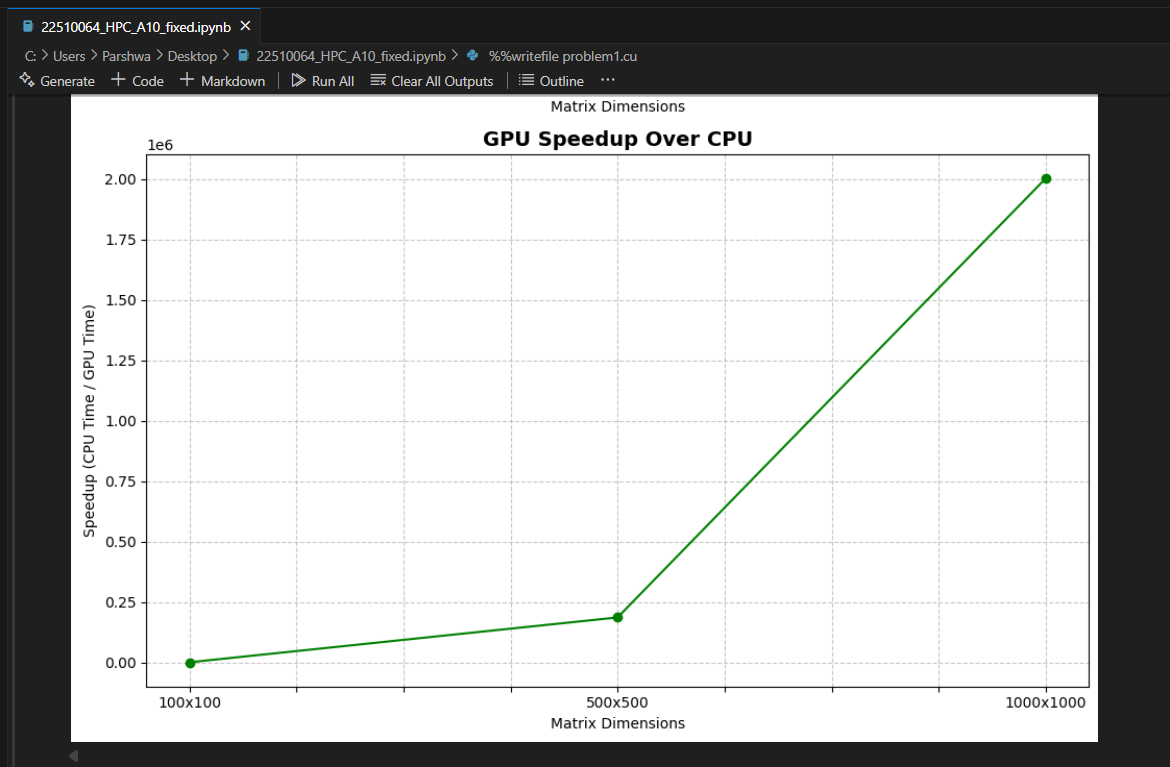 22510064_HPC_A10_fixed.ipynb
C: > Users > Parshwa > Desktop > 22510064_HPC_A10_fixed.ipynb > %%writefile problem1.cu
Generate + Code + Markdown Run All Clear All Outputs Outline ...
Matrix Dimensions
GPU Speedup Over CPU
1e6
2.00
1.75
1.50
1.25
1.00
0.75
0.50
0.25
0.00
Speedup (CPU Time / GPU Time)
100x100 500x500 1000x1000
Matrix Dimensions